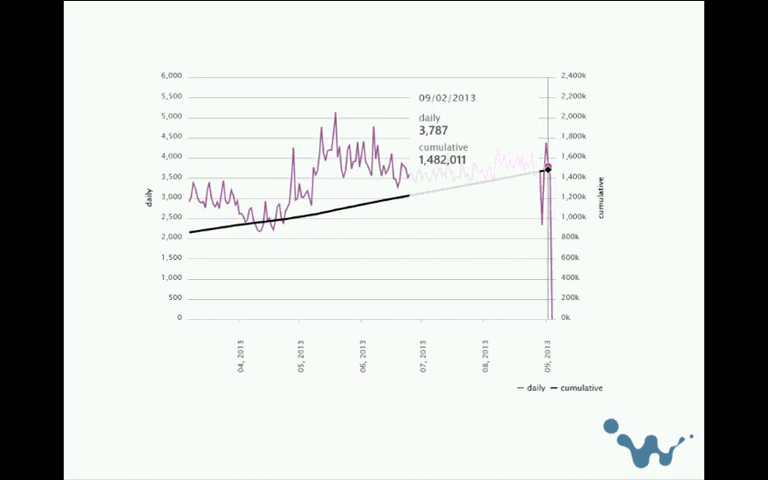 6,000
5,500
5,000
4,500
4,000
3,500
3,000
2,500
2,000
1,500
1,000
500
0
daily
2,400k
2,200k
2,000k
1,800k
1,600k
1,400k
1,200k
1,000k
800k
600k
400k
200k
0k
cumulative
09/02/2013
daily
3,787
cumulative
1,482,011
04, 2013
05, 2013
06, 2013
07, 2013
08, 2013
09, 2013
daily cumulative